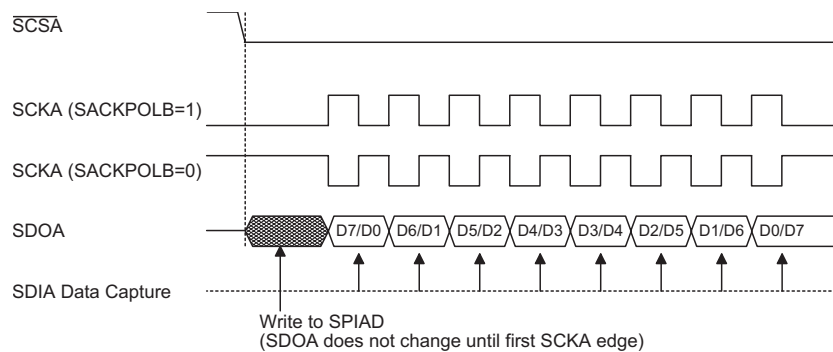 SCSA
SCKA (SACKPOLB=1)
SCKA (SACKPOLB=0)
SDOA
D7/D0 D6/D1 D5/D2 D4/D3 D3/D4 D2/D5 D1/D6 D0/D7
SDIA Data Capture
Write to SPIAD
(SDOA does not change until first SCKA edge)